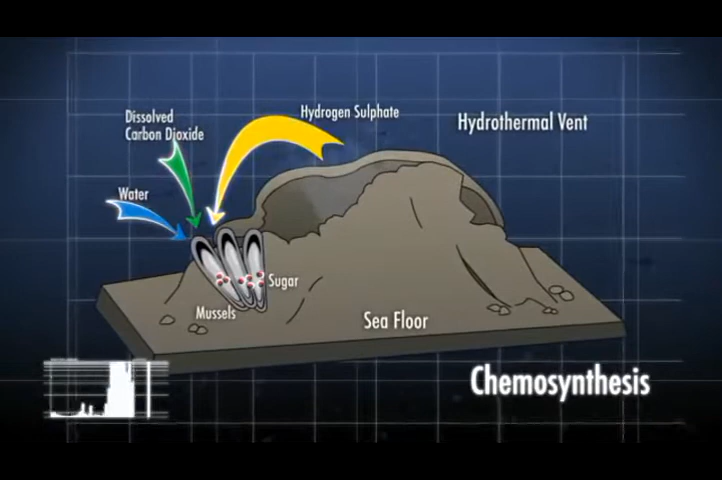 Dissolved
Carbon Dioxide
Hydrogen Sulphate
Hydrothermal Vent
Water
Sugar
Mussels
Sea Floor
Chemosynthesis